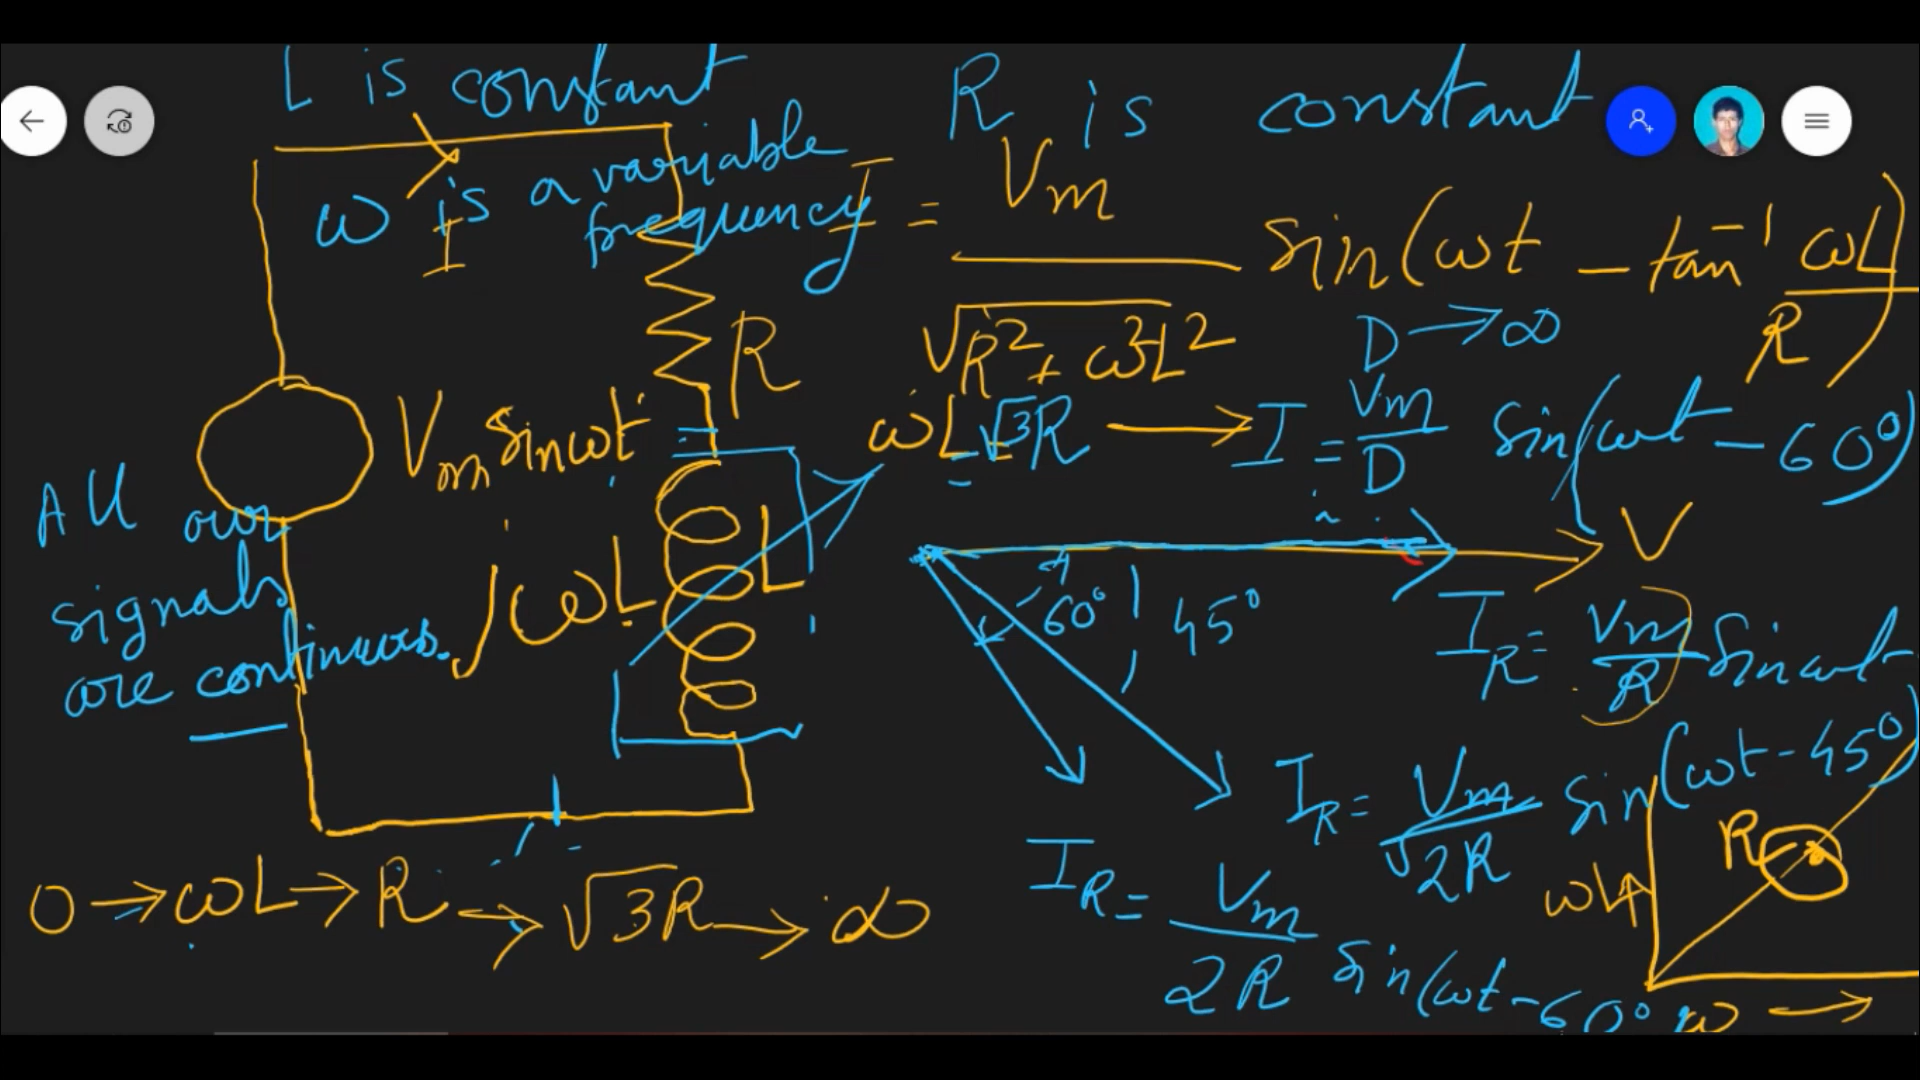 L is constant
R is constant
ω is a variable
frequency
I
I = Vm / √R² + ω²L² sin(ωt - tan⁻¹ ωL/R)
R
D → ∞
Vm sinωt
ωL = √3R → I = Vm/D sin(ωt - 60°)
All our
signals
are continuous.
jωL
L
V
60°
45°
I_R = Vm/R sinωt
I_R = Vm/√2R sin(ωt - 45°)
I_R = Vm/2R sin(ωt - 60°
0 → ωL → R → √3R → ∞
R
ωL↑
ω →